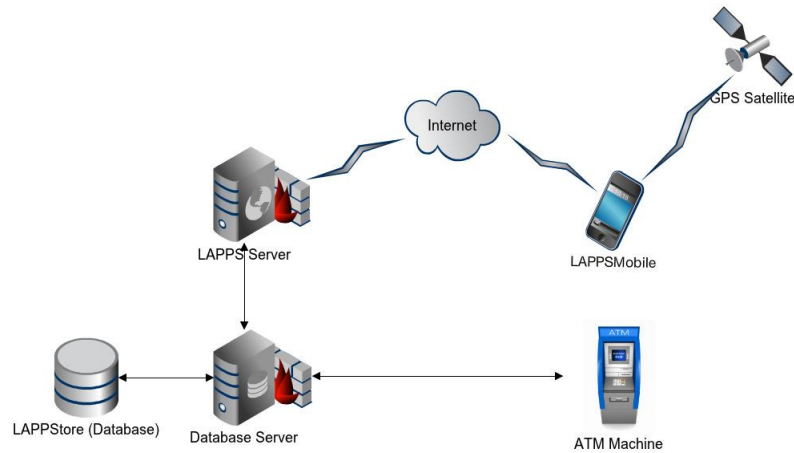 GPS Satellite
Internet
LAPPS Server
LAPPSMobile
ATM
LAPPStore (Database)
Database Server
ATM Machine